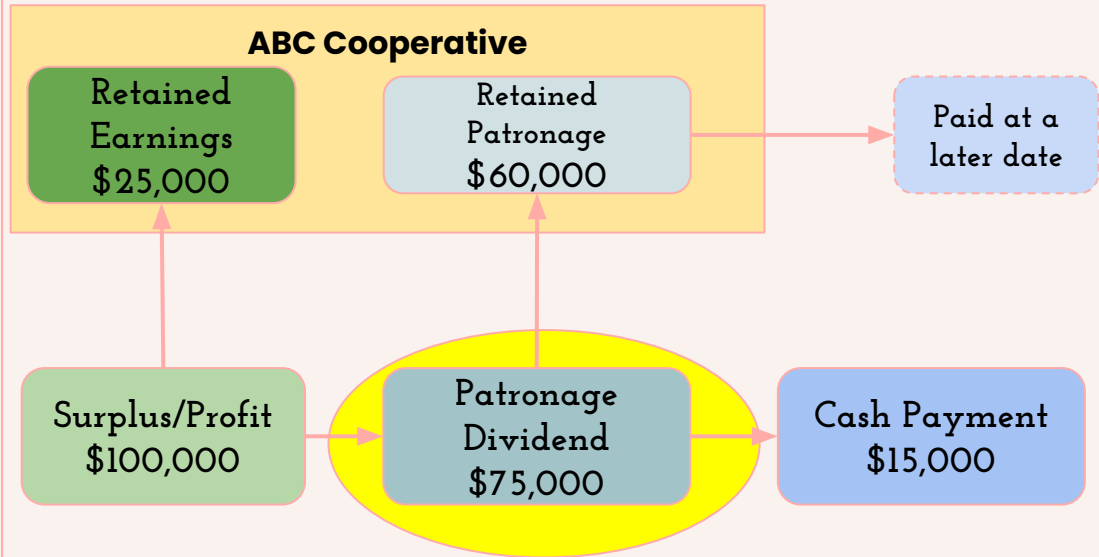 ABC Cooperative
Retained
Earnings
$25,000
Retained
Patronage
$60,000
Paid at a
later date
Surplus/Profit
$100,000
Patronage
Dividend
$75,000
Cash Payment
$15,000